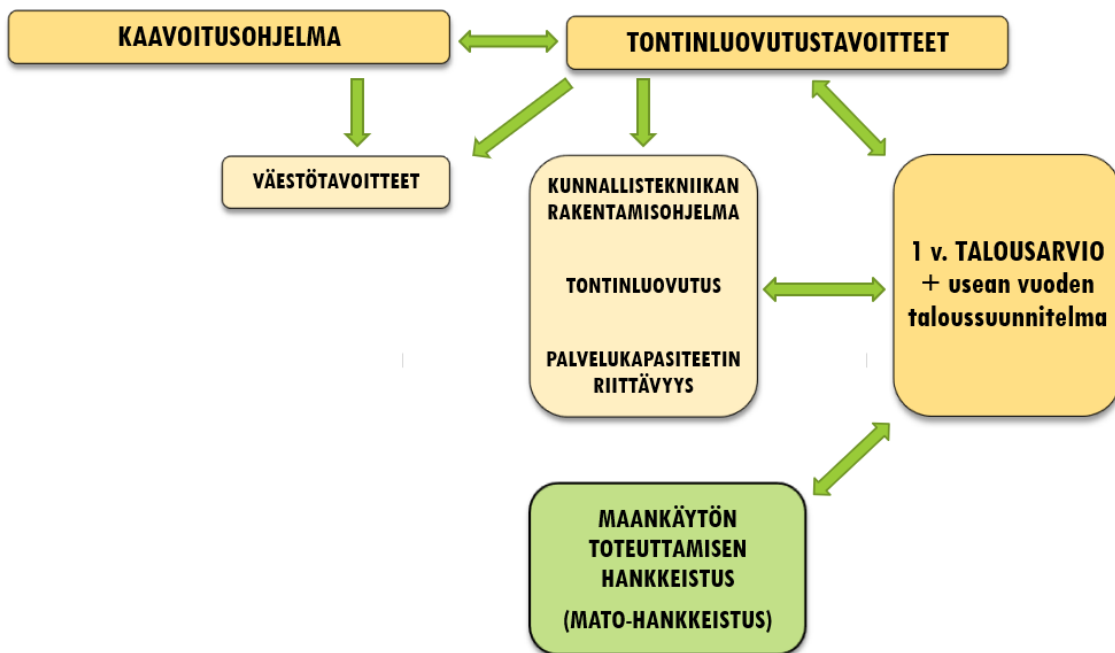 KAAVOITUSOHJELMA
TONTINLUOVUTUSTAVOITTEET
VÄESTÖTAVOITTEET
KUNNALLISTEKNIIKAN
RAKENTAMISOHJELMA
TONTINLUOVUTUS
PALVELUKAPASITEETIN
RIITTÄVYYS
1 v. TALOUSARVIO
+ usean vuoden
taloussuunnitelma
MAANKÄYTÖN
TOTEUTTAMISEN
HANKKEISTUS
(MATO-HANKKEISTUS)